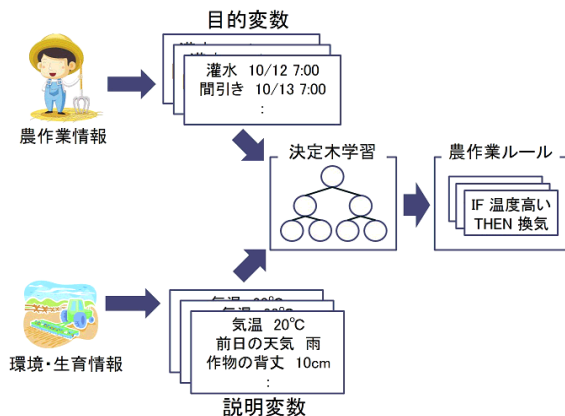 目的変数
灌水 10/12 7:00
間引き 10/13 7:00
:
農作業情報
決定木学習
農作業ルール
IF 温度高い
THEN 換気
環境・生育情報
気温 20°C
前日の天気 雨
作物の背丈 10cm
:
説明変数